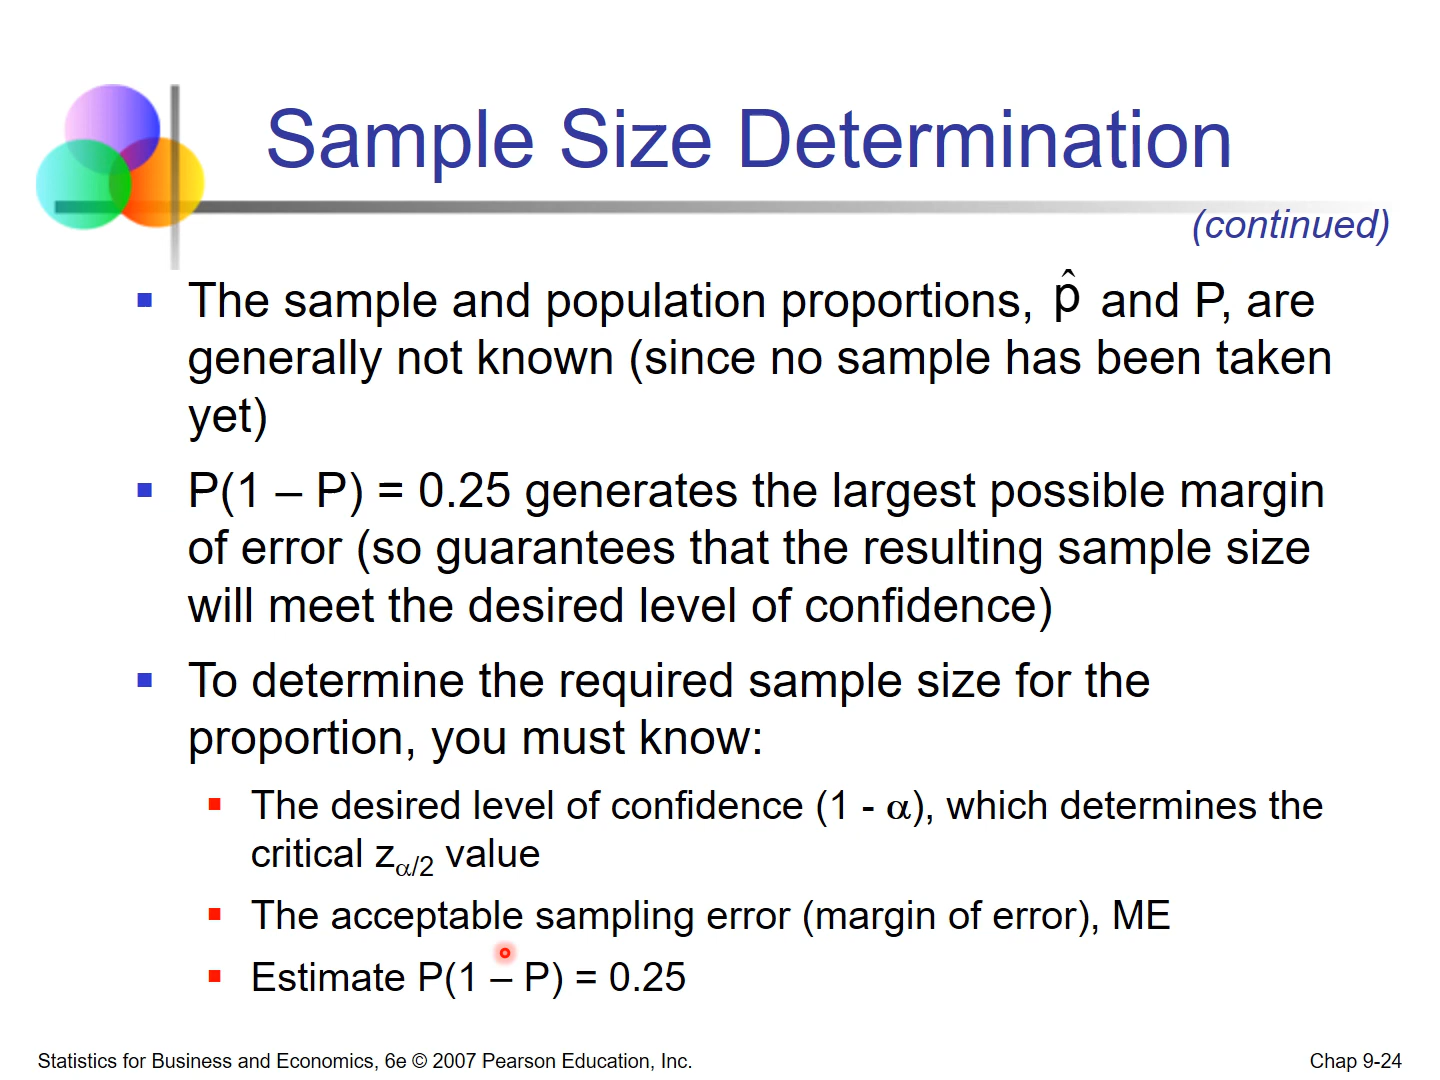 Sample Size Determination
(continued)
The sample and population proportions, p̂ and P, are
generally not known (since no sample has been taken
yet)
P(1 – P) = 0.25 generates the largest possible margin
of error (so guarantees that the resulting sample size
will meet the desired level of confidence)
To determine the required sample size for the
proportion, you must know:
The desired level of confidence (1 - α), which determines the
critical zα/2 value
The acceptable sampling error (margin of error), ME
Estimate P(1 – P) = 0.25
Statistics for Business and Economics, 6e © 2007 Pearson Education, Inc.
Chap 9-24